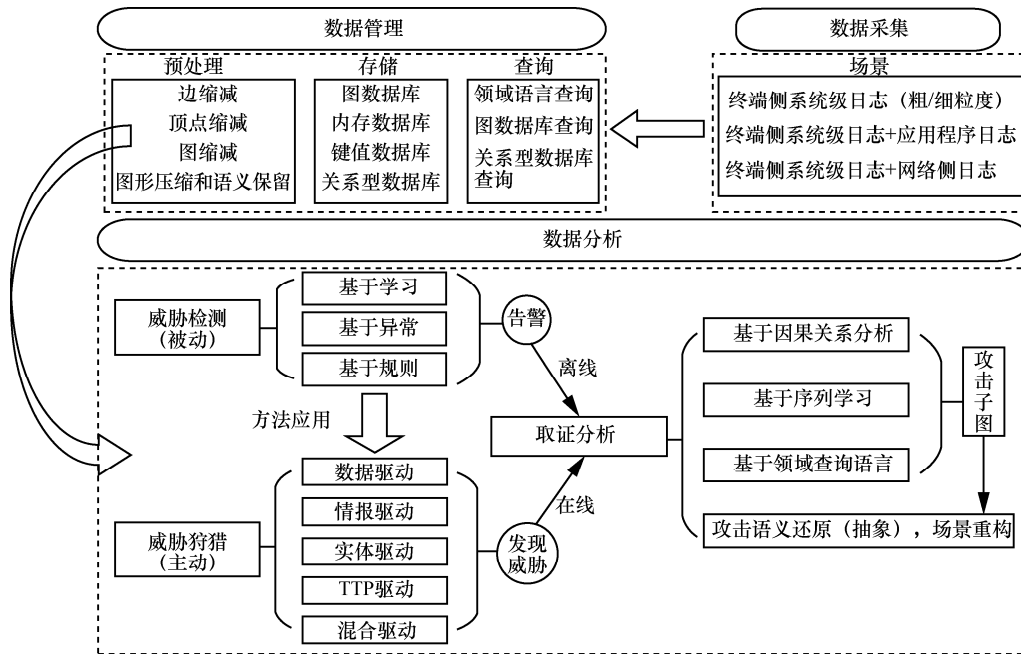 数据管理
数据采集
预处理
边缩减
顶点缩减
图缩减
图形压缩和语义保留
存储
图数据库
内存数据库
键值数据库
关系型数据库
查询
领域语言查询
图数据库查询
关系型数据库
查询
场景
终端侧系统级日志（粗/细粒度）
终端侧系统级日志+应用程序日志
终端侧系统级日志+网络侧日志
数据分析
威胁检测
（被动）
基于学习
基于异常
基于规则
告警
离线
方法应用
取证分析
在线
威胁狩猎
（主动）
数据驱动
情报驱动
实体驱动
TTP驱动
混合驱动
发现
威胁
基于因果关系分析
基于序列学习
基于领域查询语言
攻击子图
攻击语义还原（抽象），场景重构